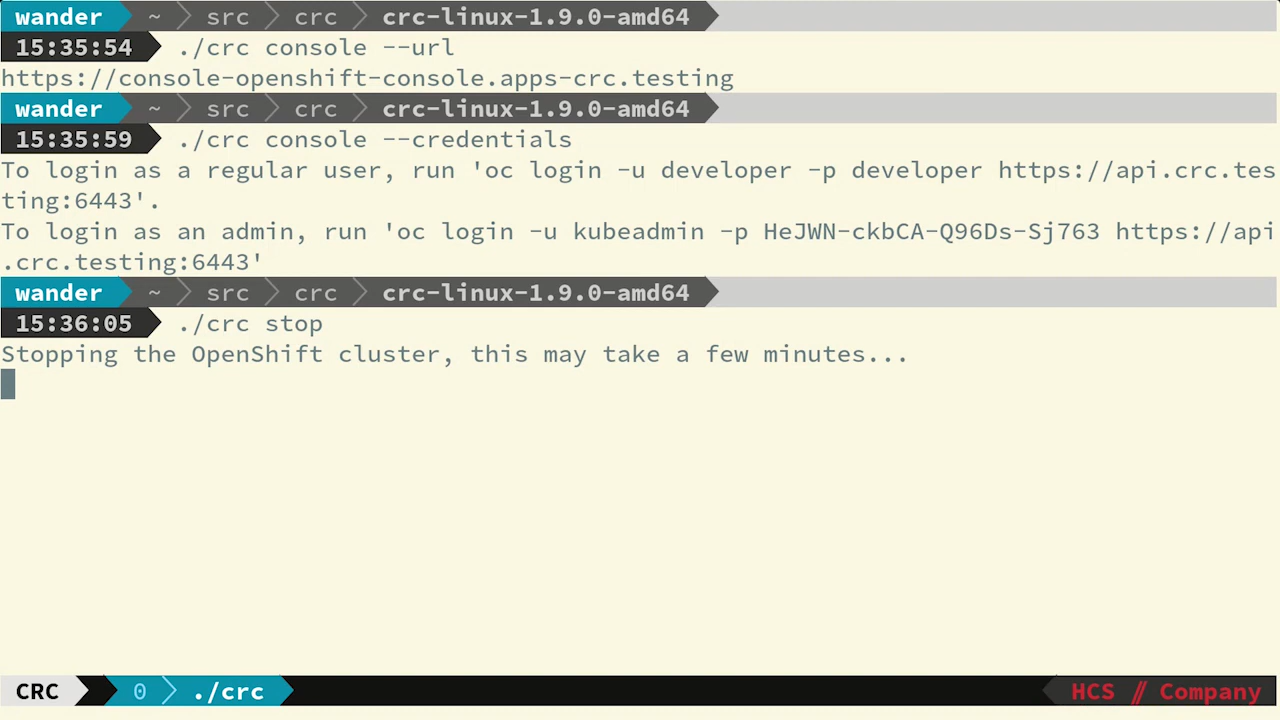 wander ~ src crc crc-linux-1.9.0-amd64
15:35:54 ./crc console --url
https://console-openshift-console.apps-crc.testing
wander ~ src crc crc-linux-1.9.0-amd64
15:35:59 ./crc console --credentials
To login as a regular user, run 'oc login -u developer -p developer https://api.crc.tes
ting:6443'.
To login as an admin, run 'oc login -u kubeadmin -p HeJWN-ckbCA-Q96Ds-Sj763 https://api
.crc.testing:6443'
wander ~ src crc crc-linux-1.9.0-amd64
15:36:05 ./crc stop
Stopping the OpenShift cluster, this may take a few minutes...
CRC 0 ./crc HCS // Company